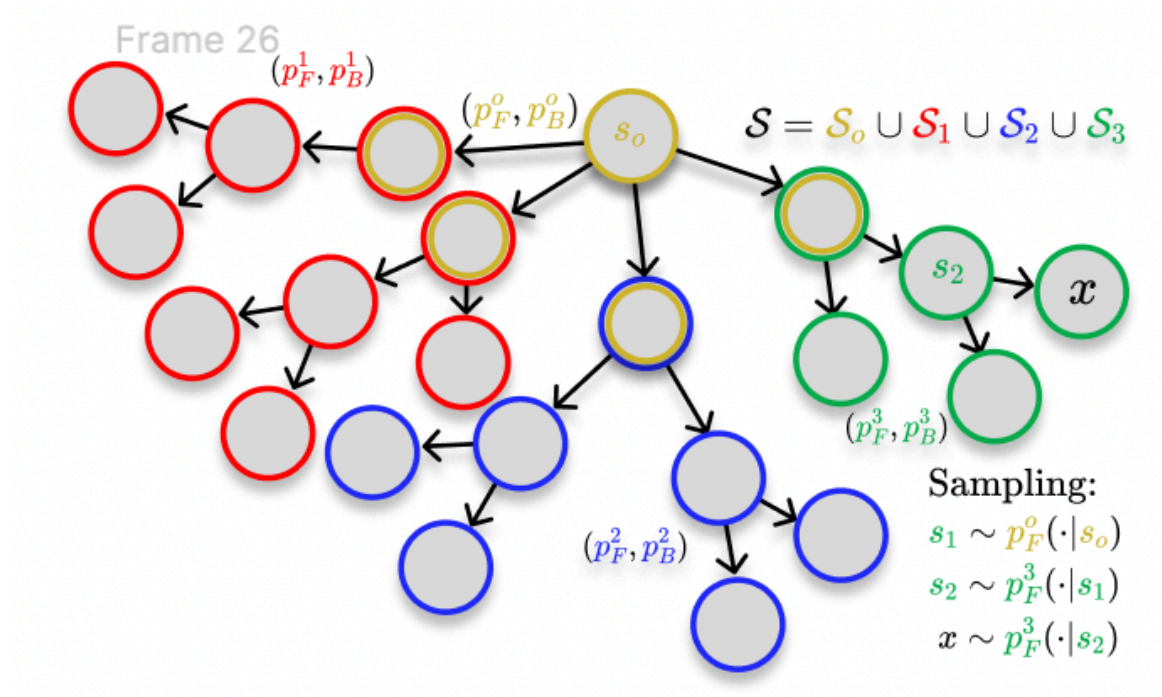 Frame 26
(p_F^1, p_B^1)
(p_F^o, p_B^o)
s_o
𝒮 = 𝒮_o ∪ 𝒮_1 ∪ 𝒮_2 ∪ 𝒮_3
s_2
x
(p_F^3, p_B^3)
(p_F^2, p_B^2)
Sampling:
s_1 ∼ p_F^o(·|s_o)
s_2 ∼ p_F^3(·|s_1)
x ∼ p_F^3(·|s_2)